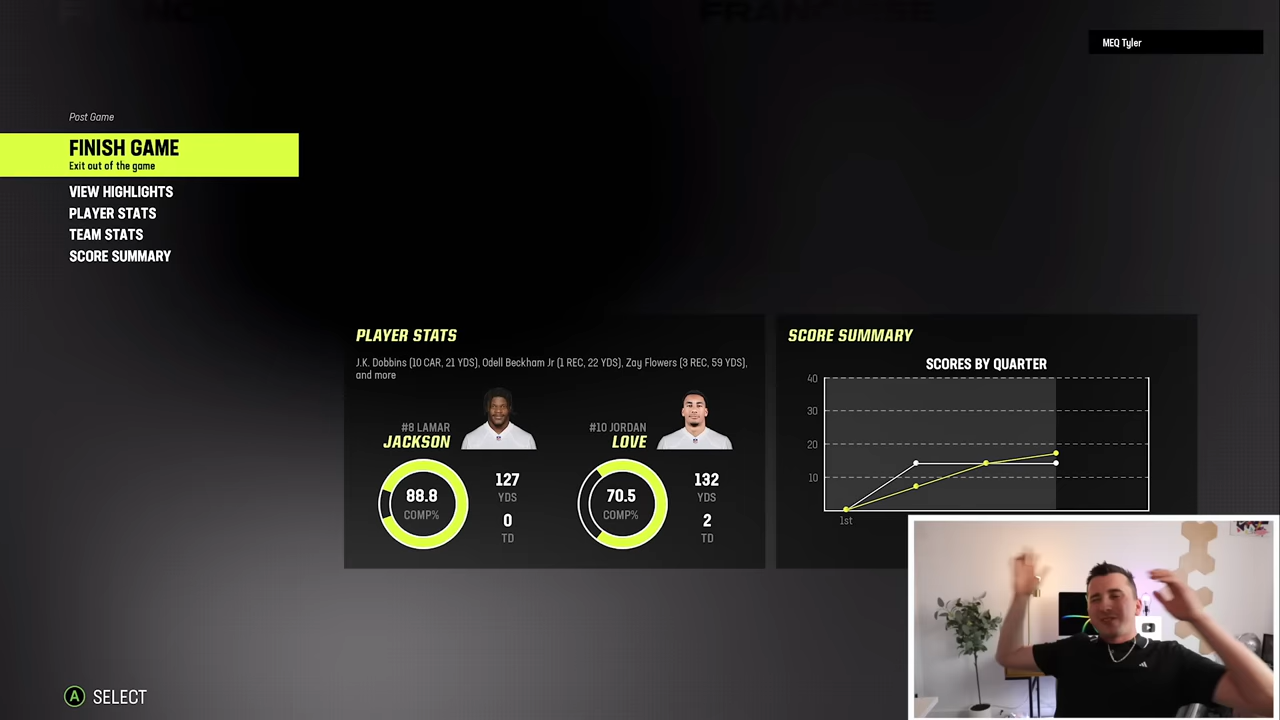 FRANCHISE
MEQ Tyler
Post Game
FINISH GAME
Exit out of the game
VIEW HIGHLIGHTS
PLAYER STATS
TEAM STATS
SCORE SUMMARY
PLAYER STATS
J.K. Dobbins (10 CAR, 21 YDS), Odell Beckham Jr (1 REC, 22 YDS), Zay Flowers (3 REC, 59 YDS),
and more
#8 LAMAR
JACKSON
88.8
COMP%
127
YDS
0
TD
#10 JORDAN
LOVE
70.5
COMP%
132
YDS
2
TD
SCORE SUMMARY
SCORES BY QUARTER
40
30
20
10
1st
A SELECT